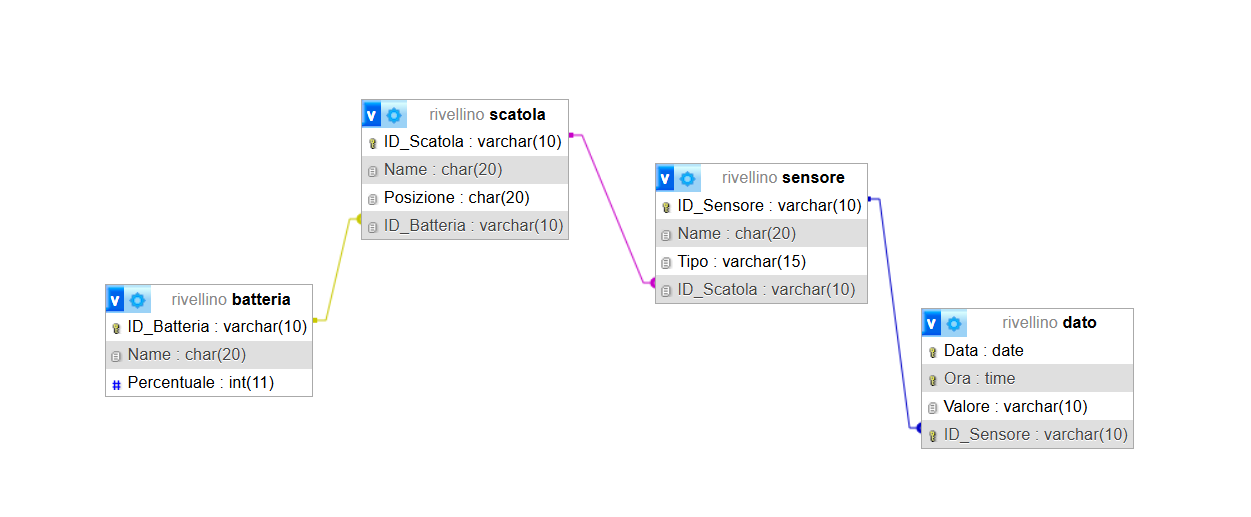 v rivellino scatola
ID_Scatola : varchar(10)
Name : char(20)
Posizione : char(20)
ID_Batteria : varchar(10)
v rivellino sensore
ID_Sensore : varchar(10)
Name : char(20)
Tipo : varchar(15)
ID_Scatola : varchar(10)
v rivellino batteria
ID_Batteria : varchar(10)
Name : char(20)
# Percentuale : int(11)
v rivellino dato
Data : date
Ora : time
Valore : varchar(10)
ID_Sensore : varchar(10)